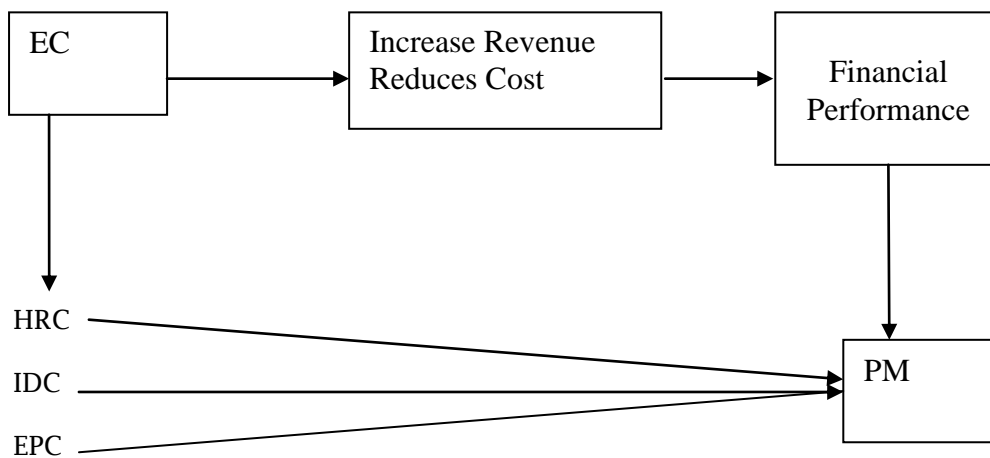 EC
Increase Revenue
Reduces Cost
Financial
Performance
HRC
IDC
PM
EPC